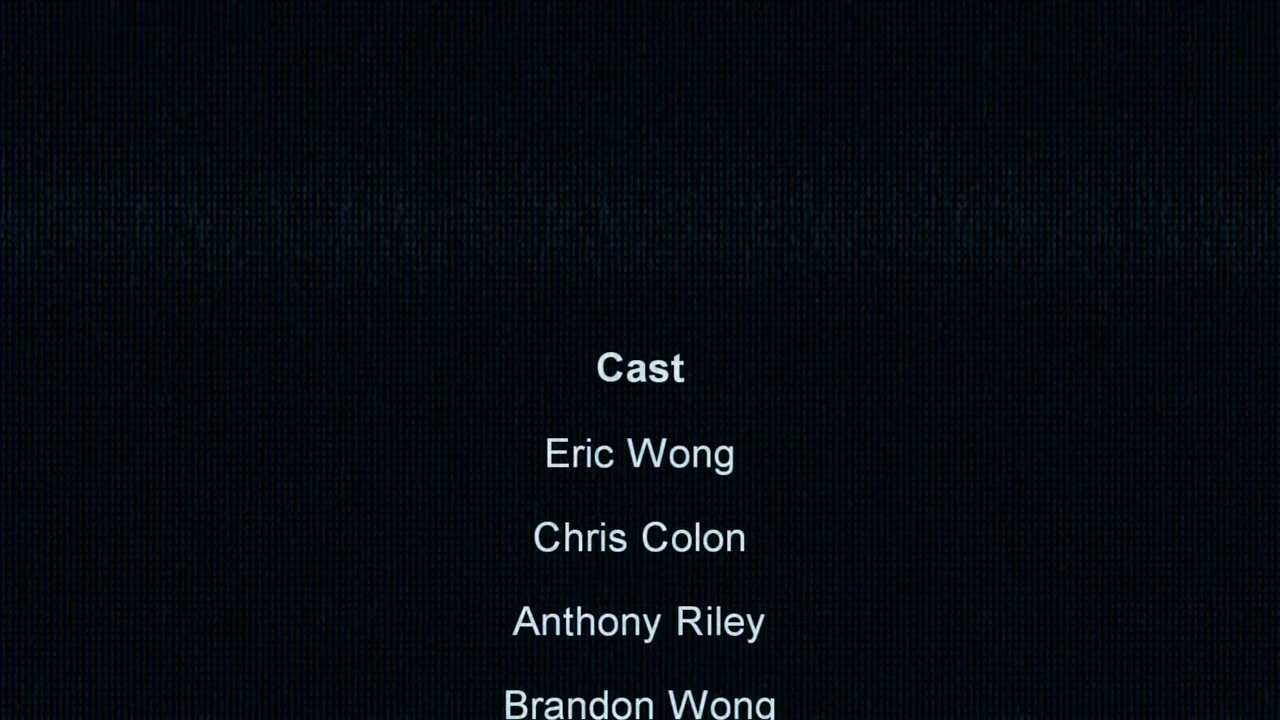 Cast
Eric Wong
Chris Colon
Anthony Riley
Brandon Wong